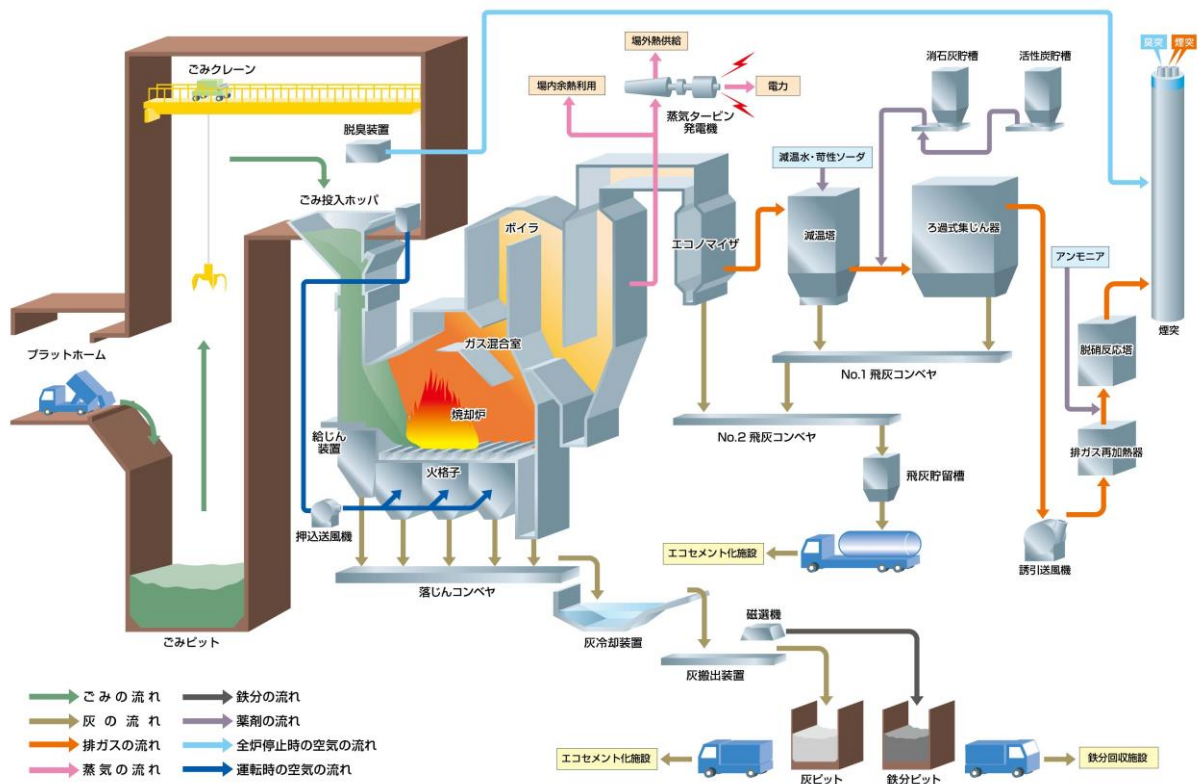 場外熱供給
臭突
煙突
ごみクレーン
場内余熱利用
電力
消石灰貯槽
活性炭貯槽
蒸気タービン
発電機
脱臭装置
減温水・苛性ソーダ
ごみ投入ホッパ
ボイラ
エコノマイザ
減温塔
ろ過式集じん器
アンモニア
煙突
プラットホーム
ガス混合室
脱硝反応塔
No.1 飛灰コンベヤ
焼却炉
給じん
装置
No.2 飛灰コンベヤ
排ガス再加熱器
火格子
飛灰貯留槽
押込送風機
エコセメント化施設
誘引送風機
落じんコンベヤ
磁選機
灰冷却装置
ごみピット
灰搬出装置
ごみの流れ
灰の流れ
排ガスの流れ
蒸気の流れ
鉄分の流れ
薬剤の流れ
全炉停止時の空気の流れ
運転時の空気の流れ
エコセメント化施設
灰ピット
鉄分ピット
鉄分回収施設